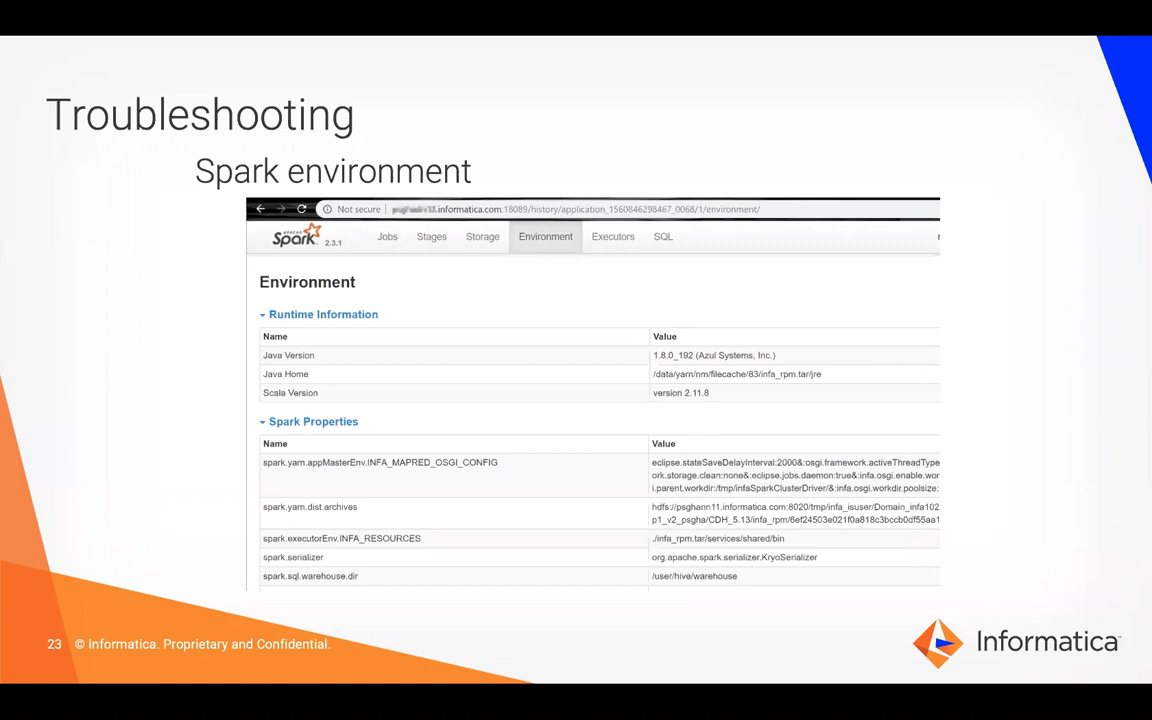 Troubleshooting
Spark environment
Not secure
.informatica.com:18089/history/application_1560846298467_0068/1/environment/
APACHE
Spark 2.3.1
Jobs Stages Storage Environment Executors SQL
Environment
Runtime Information
Name Value
Java Version 1.8.0_192 (Azul Systems, Inc.)
Java Home /data/yarn/nm/filecache/83/infa_rpm.tar/jre
Scala Version version 2.11.8
Spark Properties
Name Value
spark.yarn.appMasterEnv.INFA_MAPRED_OSGI_CONFIG eclipse.stateSaveDelayInterval:2000&:osgi.framework.activeThreadType
ork.storage.clean:none&:eclipse.jobs.daemon:true&:infa.osgi.enable.wor
i.parent.workdir:/tmp/infaSparkClusterDriver/&:infa.osgi.workdir.poolsize:
spark.yarn.dist.archives hdfs://psghann11.informatica.com:8020/tmp/infa_isuser/Domain_infa102
p1_v2_psgha/CDH_5.13/infa_rpm/6ef24503e021f0a818c3bccb0df55aa1
spark.executorEnv.INFA_RESOURCES ./infa_rpm.tar/services/shared/bin
spark.serializer org.apache.spark.serializer.KryoSerializer
spark.sql.warehouse.dir /user/hive/warehouse
23 © Informatica. Proprietary and Confidential.
Informatica